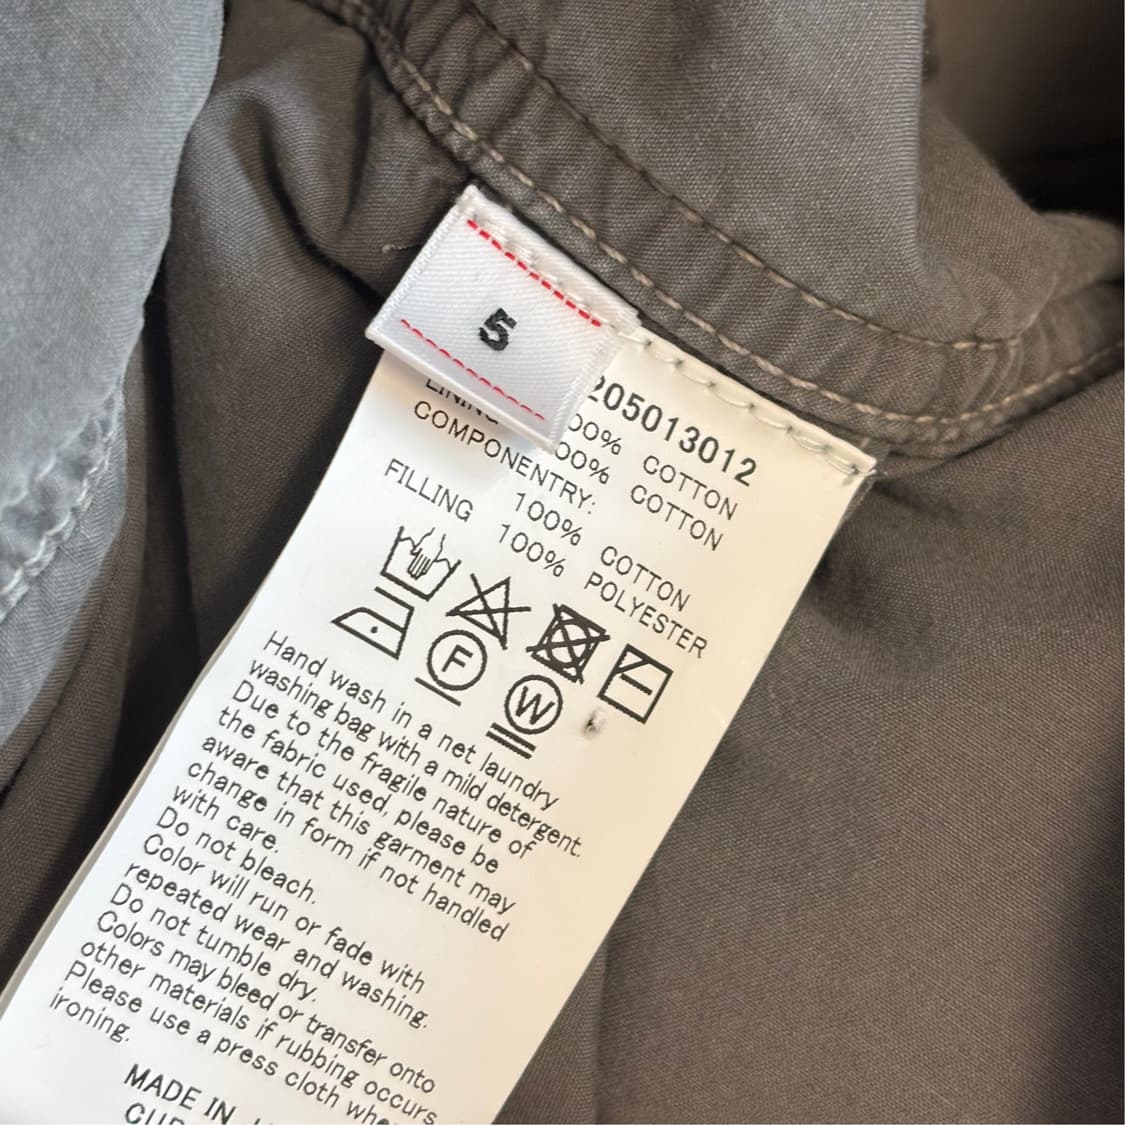 5
205013012
00% COTTON
00% COTTON
COMPONENTRY:
100% COTTON
FILLING 100% POLYESTER
F
W
Hand wash in a net laundry
washing bag with a mild detergent.
Due to the fragile nature of
the fabric used, please be
aware that this garment may
change in form if not handled
with care.
Do not bleach.
Color will run or fade with
repeated wear and washing.
Do not tumble dry.
Colors may bleed or transfer onto
other materials if rubbing occurs
Please use a press cloth when
ironing.
MADE IN